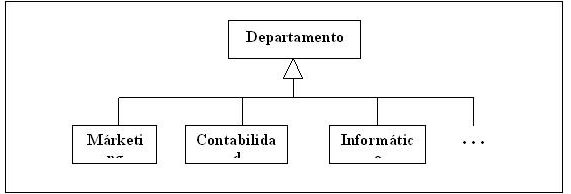 Departamento
Márketi
ng
Contabilida
d
Informátic
o
...